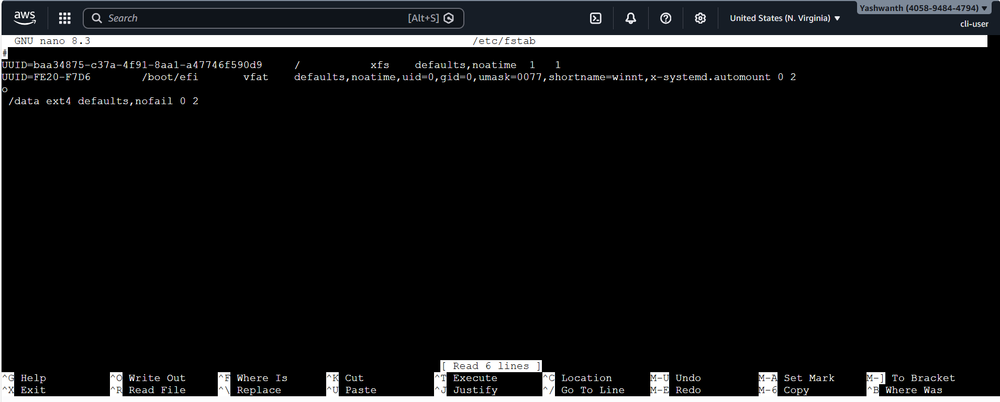 aws
Search [Alt+S]
United States (N. Virginia) ▼
Yashwanth (4058-9484-4794) ▼
cli-user
GNU nano 8.3 /etc/fstab
#
UUID=baa34875-c37a-4f91-8aa1-a47746f590d9 / xfs defaults,noatime 1 1
UUID=FE20-F7D6 /boot/efi vfat defaults,noatime,uid=0,gid=0,umask=0077,shortname=winnt,x-systemd.automount 0 2
o
/data ext4 defaults,nofail 0 2
[ Read 6 lines ]
^G Help ^O Write Out ^F Where Is ^K Cut ^T Execute ^C Location M-U Undo M-A Set Mark M-] To Bracket
^X Exit ^R Read File ^\ Replace ^U Paste ^J Justify ^/ Go To Line M-E Redo M-6 Copy ^B Where Was